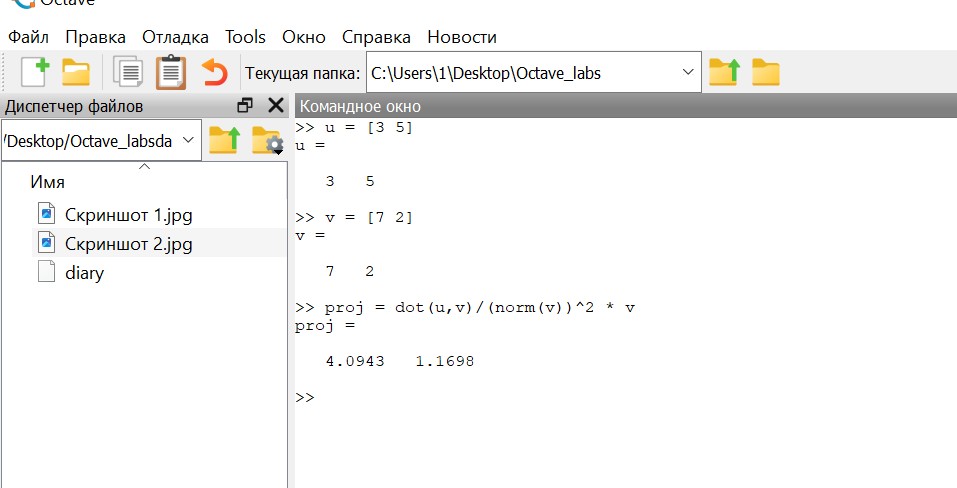 Octave
Файл Правка Отладка Tools Окно Справка Новости
Текущая папка: C:\Users\1\Desktop\Octave_labs
Диспетчер файлов
/Desktop/Octave_labsda
Имя
Скриншот 1.jpg
Скриншот 2.jpg
diary
Командное окно
>> u = [3 5]
u =
3 5
>> v = [7 2]
v =
7 2
>> proj = dot(u,v)/(norm(v))^2 * v
proj =
4.0943 1.1698
>>